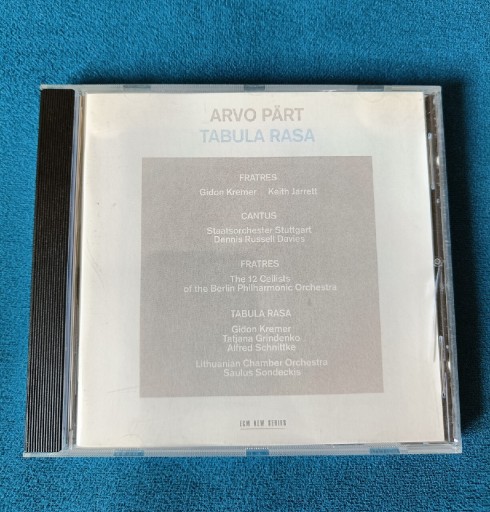 ARVO PÄRT
TABULA RASA
FRATRES
Gidon Kremer Keith Jarrett
CANTUS
Staatsorchester Stuttgart
Dennis Russell Davies
FRATRES
The 12 Cellists
of the Berlin Philharmonic Orchestra
TABULA RASA
Gidon Kremer
Tatjana Grindenko
Alfred Schnittke
Lithuanian Chamber Orchestra
Saulus Sondeckis
ECM NEW SERIES